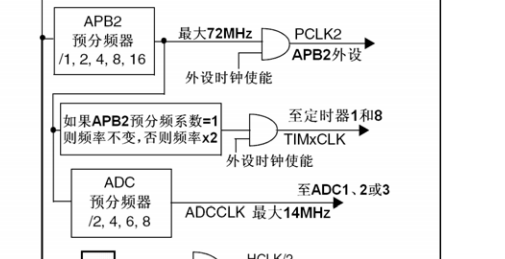 APB2
预分频器
/1, 2, 4, 8, 16
最大72MHz
PCLK2
APB2外设
外设时钟使能
如果APB2预分频系数=1
则频率不变,否则频率x2
至定时器1和8
TIMxCLK
外设时钟使能
ADC
预分频器
/2, 4, 6, 8
至ADC1、2或3
ADCCLK 最大14MHz
HCLK/2